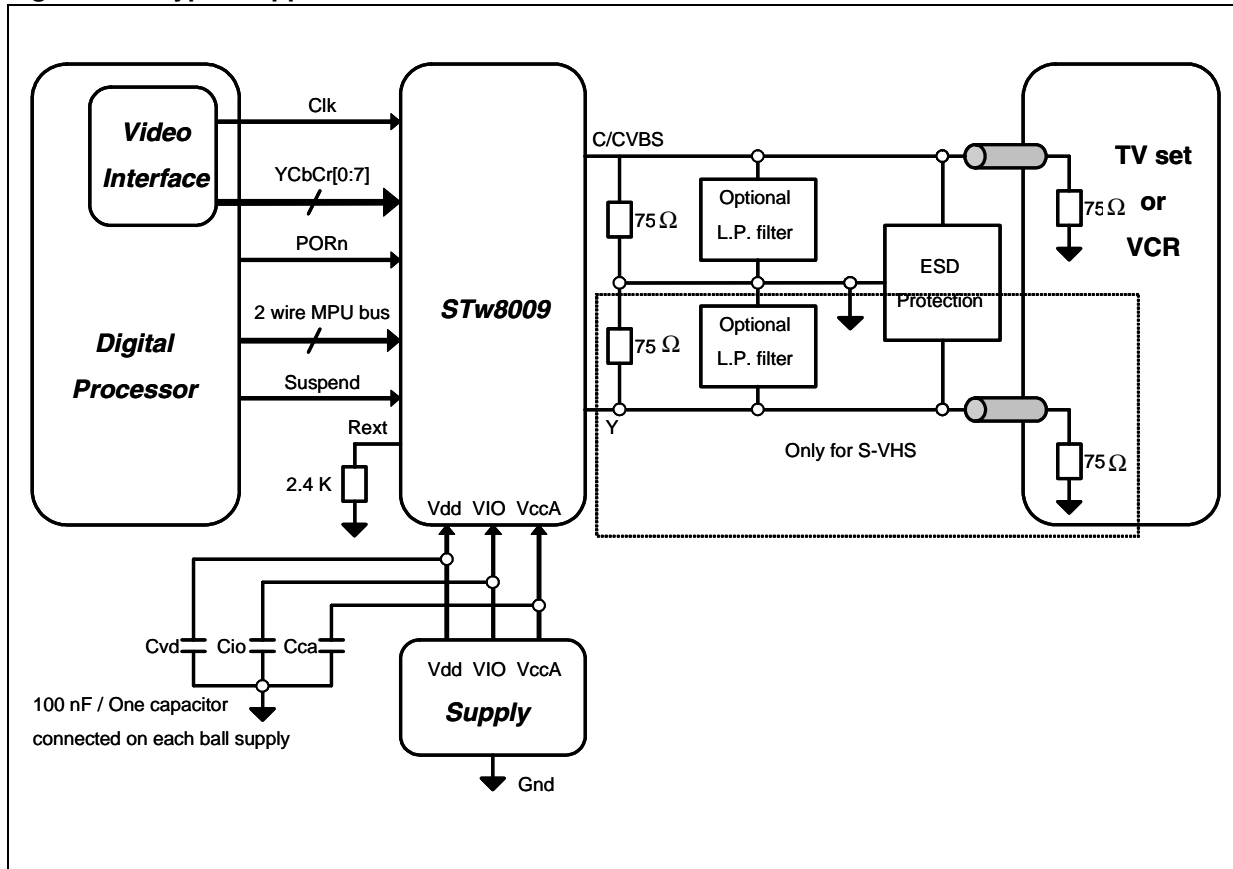 Video
Interface
Digital
Processor
Clk
YCbCr[0:7]
PORn
2 wire MPU bus
Suspend
Rext
2.4 K
STw8009
Vdd VIO VccA
C/CVBS
75 Ω
Optional
L.P. filter
ESD
Protection
75 Ω
Optional
L.P. filter
Y
Only for S-VHS
TV set
or
VCR
75 Ω
75 Ω
Cvd Cio Cca
100 nF / One capacitor
connected on each ball supply
Vdd VIO VccA
Supply
Gnd